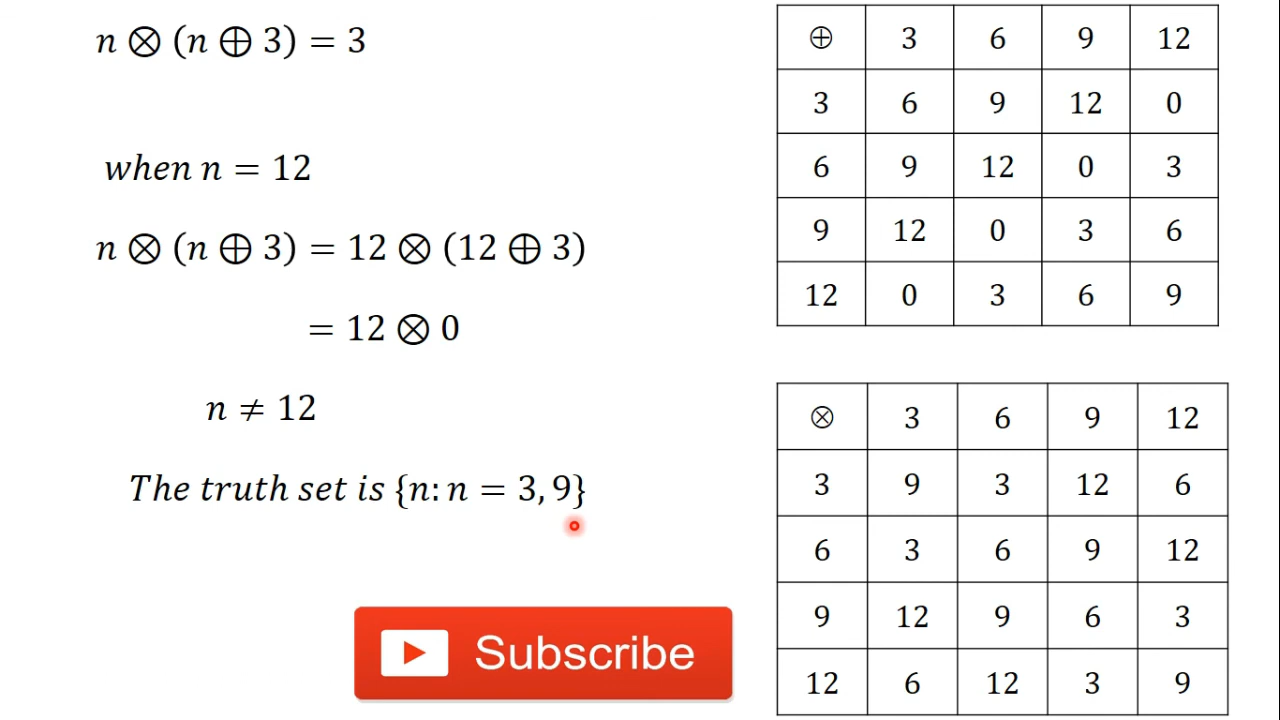 n ⊗ (n ⊕ 3) = 3
when n = 12
n ⊗ (n ⊕ 3) = 12 ⊗ (12 ⊕ 3)
= 12 ⊗ 0
n ≠ 12
The truth set is {n: n = 3, 9}
Subscribe
⊕ 3 6 9 12
3 6 9 12 0
6 9 12 0 3
9 12 0 3 6
12 0 3 6 9
⊗ 3 6 9 12
3 9 3 12 6
6 3 6 9 12
9 12 9 6 3
12 6 12 3 9